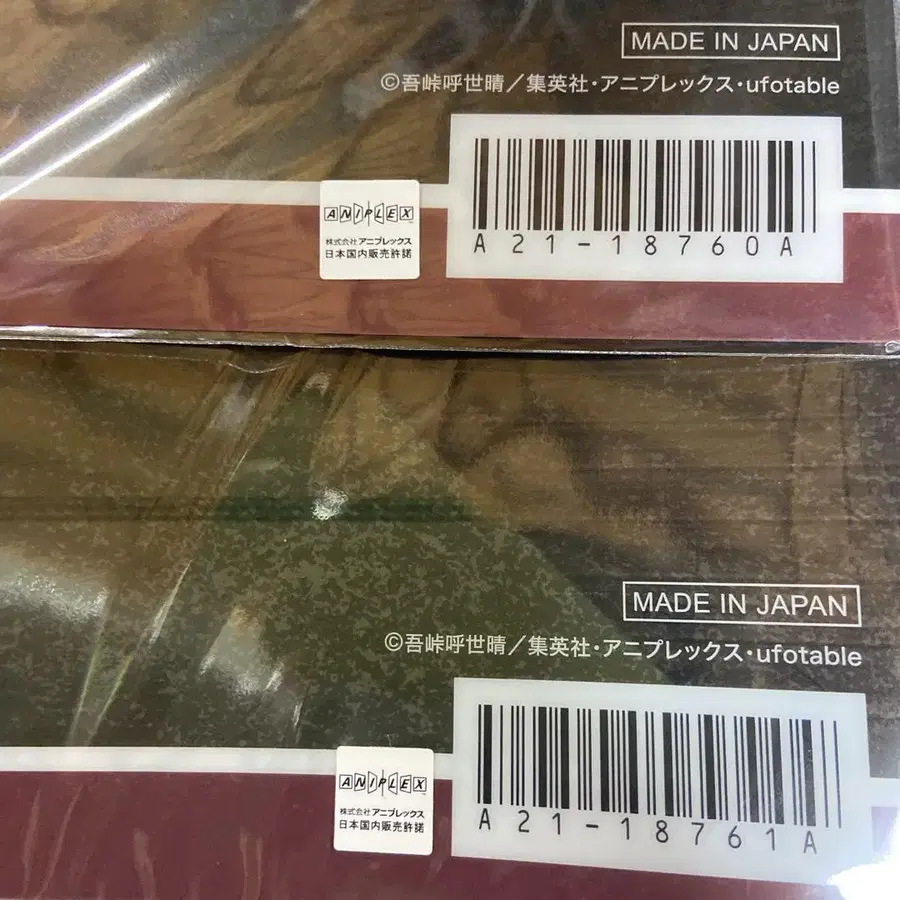 MADE IN JAPAN
©吾峠呼世晴／集英社・アニプレックス・ufotable
A21-18760A
ANIPLEX
株式会社 アニプレックス
日本国内販売許諾
MADE IN JAPAN
©吾峠呼世晴／集英社・アニプレックス・ufotable
A21-18761A
ANIPLEX
株式会社 アニプレックス
日本国内販売許諾